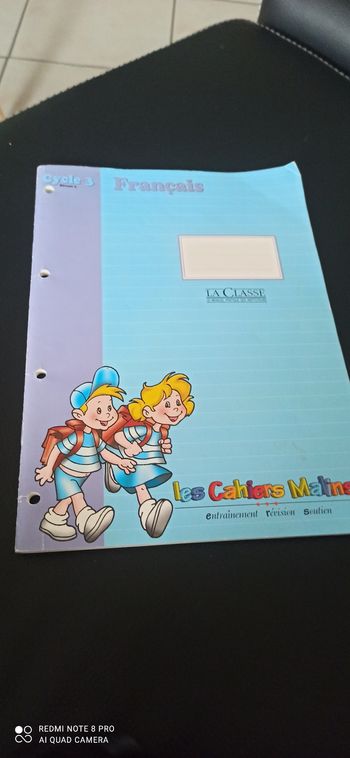 Cycle 3
Français
LA CLASSE
les Cahiers Malins
entraînement révision Soutien
REDMI NOTE 8 PRO
AI QUAD CAMERA